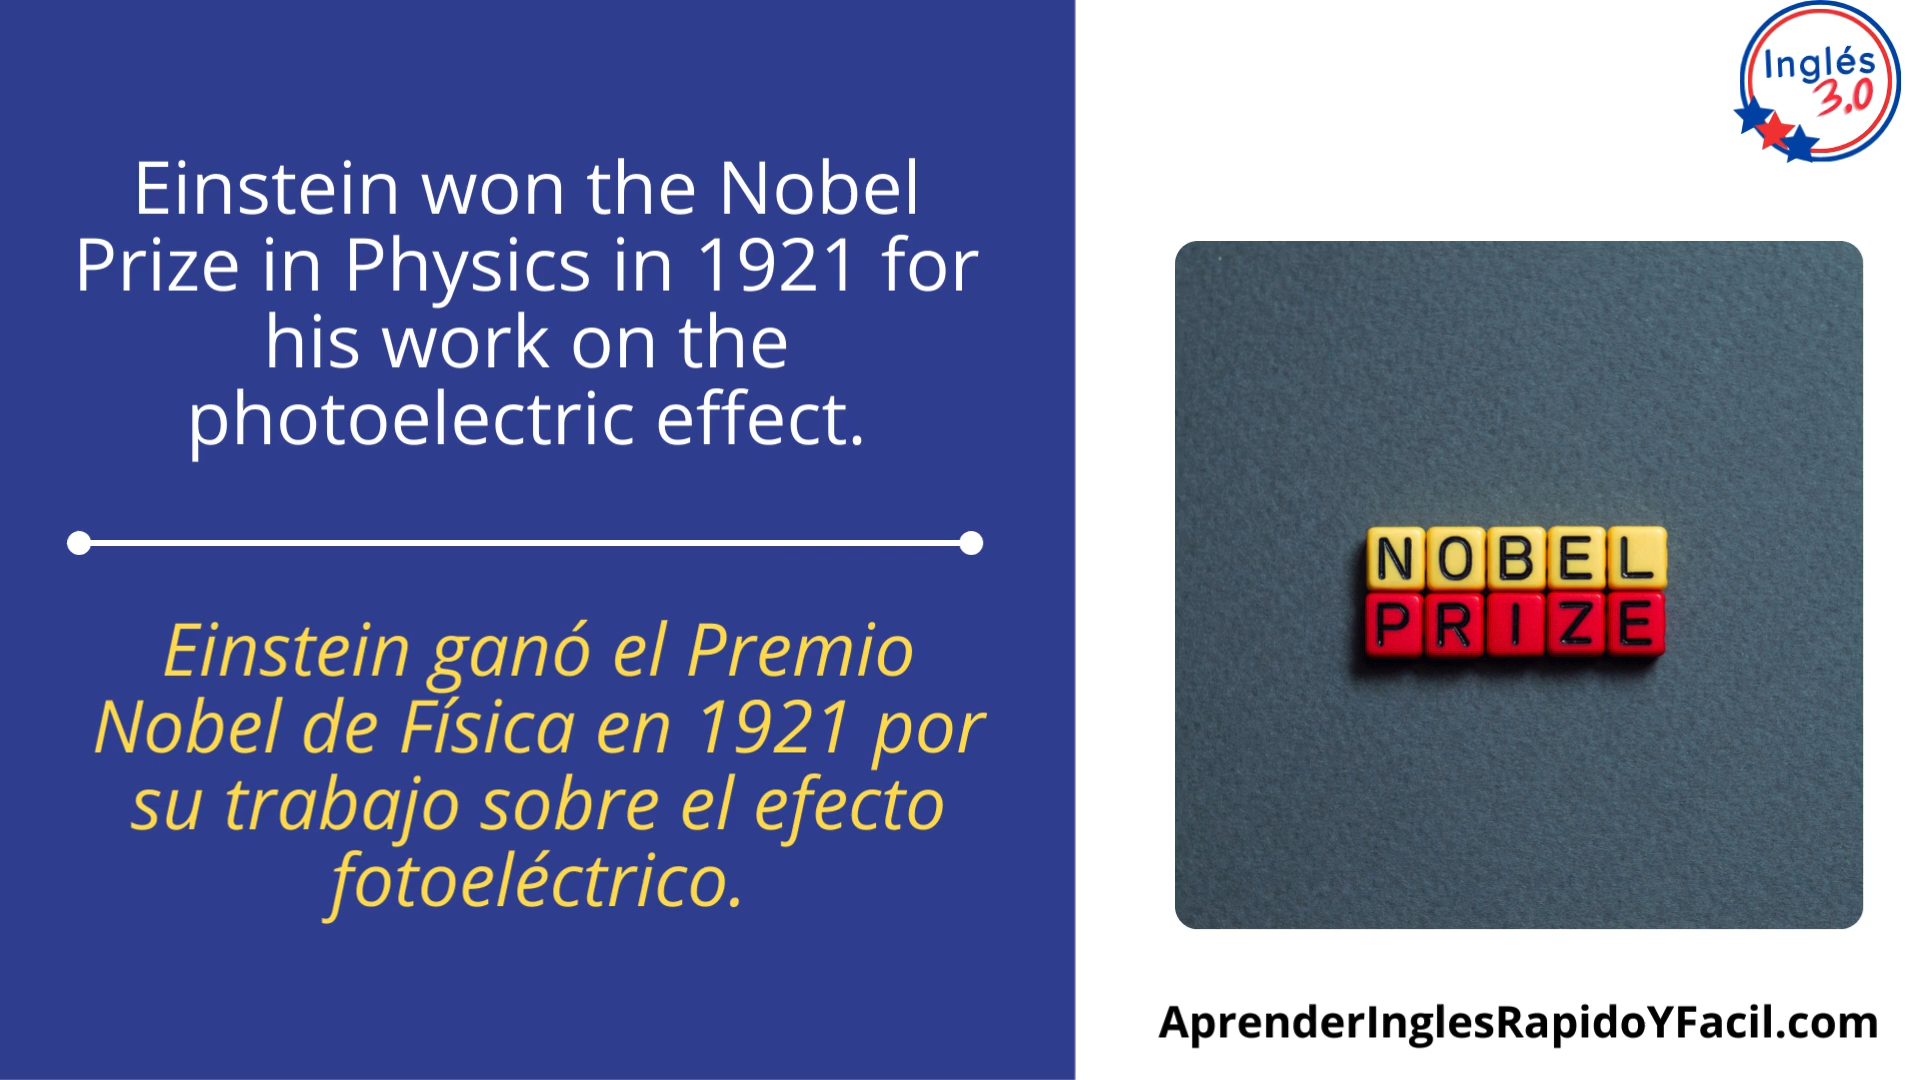 Einstein won the Nobel
Prize in Physics in 1921 for
his work on the
photoelectric effect.
Einstein ganó el Premio
Nobel de Física en 1921 por
su trabajo sobre el efecto
fotoeléctrico.
Inglés
3.0
NOBEL
PRIZE
AprenderInglesRapidoYFacil.com